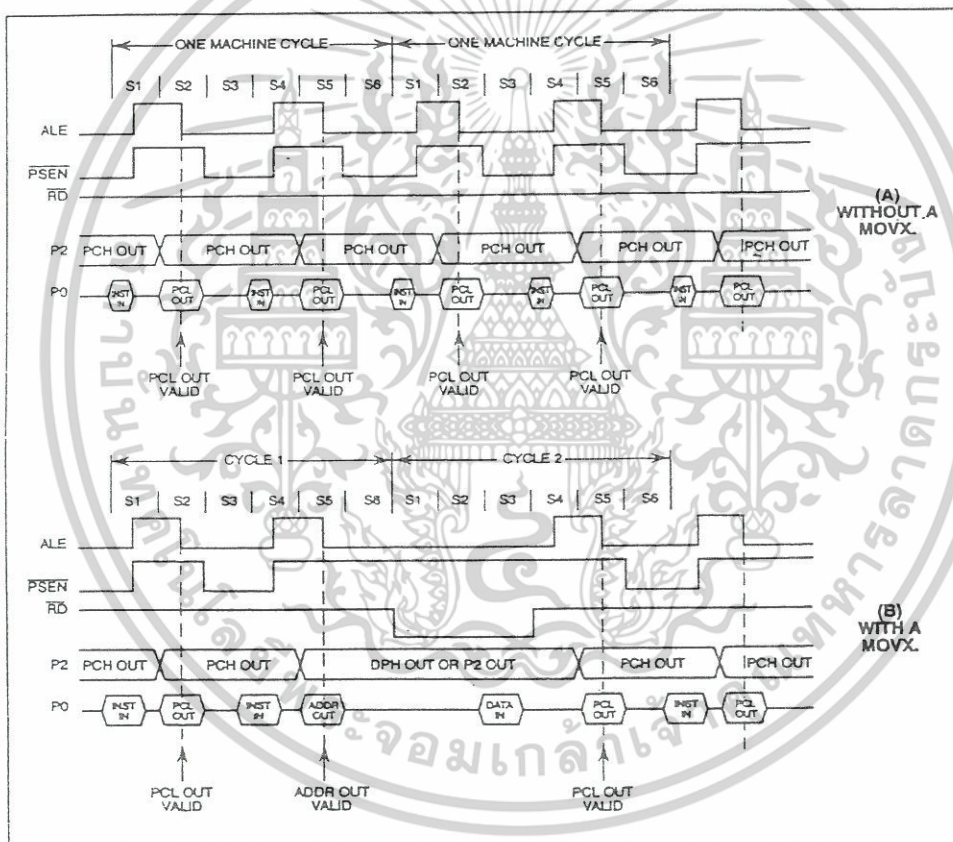 ONE MACHINE CYCLE ONE MACHINE CYCLE
S1 S2 S3 S4 S5 S6 S1 S2 S3 S4 S5 S6
ALE
PSEN
RD
(A)
WITHOUT A
MOVX.
P2 PCH OUT PCH OUT PCH OUT PCH OUT PCH OUT PCH OUT
P0 INST IN PCL OUT INST IN PCL OUT INST IN PCL OUT INST IN PCL OUT INST IN PCL OUT
PCL OUT VALID PCL OUT VALID PCL OUT VALID PCL OUT VALID
CYCLE 1 CYCLE 2
S1 S2 S3 S4 S5 S6 S1 S2 S3 S4 S5 S6
ALE
PSEN
RD
(B)
WITH A
MOVX.
P2 PCH OUT PCH OUT DPH OUT OR P2 OUT PCH OUT PCH OUT
P0 INST IN PCL OUT INST IN ADDR OUT DATA IN PCL OUT INST IN PCL OUT
PCL OUT VALID ADDR OUT VALID PCL OUT VALID